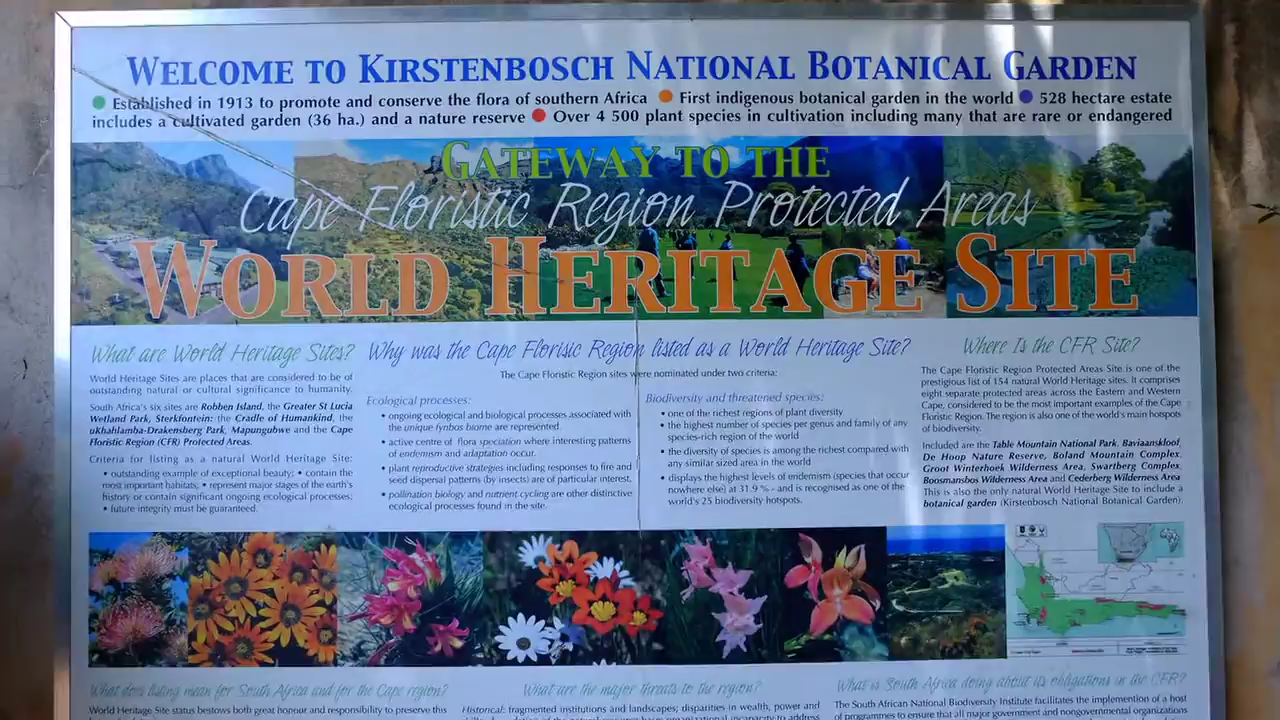 WELCOME TO KIRSTENBOSCH NATIONAL BOTANICAL GARDEN
Established in 1913 to promote and conserve the flora of southern Africa ● First indigenous botanical garden in the world ● 528 hectare estate
includes a cultivated garden (36 ha.) and a nature reserve ● Over 4 500 plant species in cultivation including many that are rare or endangered
GATEWAY TO THE
Cape Floristic Region Protected Areas
WORLD HERITAGE SITE
What are World Heritage Sites?
World Heritage Sites are places that are considered to be of
outstanding natural or cultural significance to humanity.
South Africa's six sites are Robben Island, the Greater St Lucia
Wetland Park, Sterkfontein: the Cradle of Humankind, the
uKhahlamba-Drakensberg Park, Mapungubwe and the Cape
Floristic Region (CFR) Protected Areas.
Criteria for listing as a natural World Heritage Site:
• outstanding example of exceptional beauty; • contain the
most important habitats; • represent major stages of the earth's
history or contain significant ongoing ecological processes;
• future integrity must be guaranteed.
Why was the Cape Florisic Region listed as a World Heritage Site?
The Cape Floristic Region sites were nominated under two criteria:
Ecological processes:
• ongoing ecological and biological processes associated with
the unique fynbos biome are represented.
• active centre of flora speciation where interesting patterns
of endemism and adaptation occur.
• plant reproductive strategies including responses to fire and
seed dispersal patterns (by insects) are of particular interest.
• pollination biology and nutrient cycling are other distinctive
ecological processes found in the site.
Biodiversity and threatened species:
• one of the richest regions of plant diversity
• the highest number of species per genus and family of any
species-rich region of the world
• the diversity of species is among the richest compared with
any similar sized area in the world
• displays the highest levels of endemism (species that occur
nowhere else) at 31.9 % - and is recognised as one of the
world's 25 biodiversity hotspots.
Where Is the CFR Site?
The Cape Floristic Region Protected Areas Site is one of the
prestigious list of 154 natural World Heritage sites. It comprises
eight separate protected areas across the Eastern and Western
Cape, considered to be the most important examples of the Cape
Floristic Region. The region is also one of the world's main hotspots
of biodiversity.
Included are the Table Mountain National Park, Baviaanskloof,
De Hoop Nature Reserve, Boland Mountain Complex,
Groot Winterhoek Wilderness Area, Swartberg Complex,
Boosmansbos Wilderness Area and Cederberg Wilderness Area
This is also the only natural World Heritage Site to include a
botanical garden (Kirstenbosch National Botanical Garden).
What does listing mean for South Africa and for the Cape region?
World Heritage Site status bestows both great honour and responsibility to preserve this
What are the major threats to the region?
Historical: fragmented institutions and landscapes; disparities in wealth, power and
What is South Africa doing about its obligations in the CFR?
The South African National Biodiversity Institute facilitates the implementation of a host
of programmes to ensure that all major government and nongovernmental organizations